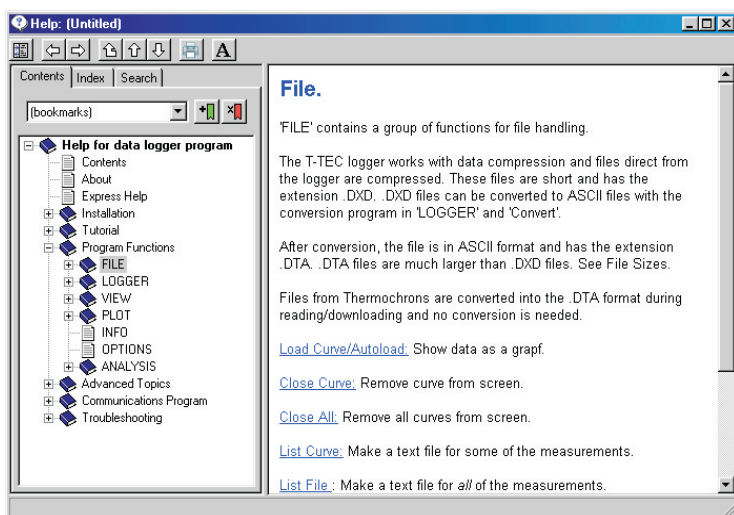 Help: (Untitled)
A
Contents Index Search
(bookmarks)
Help for data logger program
Contents
About
Express Help
Installation
Tutorial
Program Functions
FILE
LOGGER
VIEW
PLOT
INFO
OPTIONS
ANALYSIS
Advanced Topics
Communications Program
Troubleshooting
File.
'FILE' contains a group of functions for file handling.
The T-TEC logger works with data compression and files direct from
the logger are compressed. These files are short and has the
extension .DXD. .DXD files can be converted to ASCII files with the
conversion program in 'LOGGER' and 'Convert'.
After conversion, the file is in ASCII format and has the extension
.DTA. .DTA files are much larger than .DXD files. See File Sizes.
Files from Thermochrons are converted into the .DTA format during
reading/downloading and no conversion is needed.
Load Curve/Autoload: Show data as a grapf.
Close Curve: Remove curve from screen.
Close All: Remove all curves from screen.
List Curve: Make a text file for some of the measurements.
List File : Make a text file for all of the measurements.